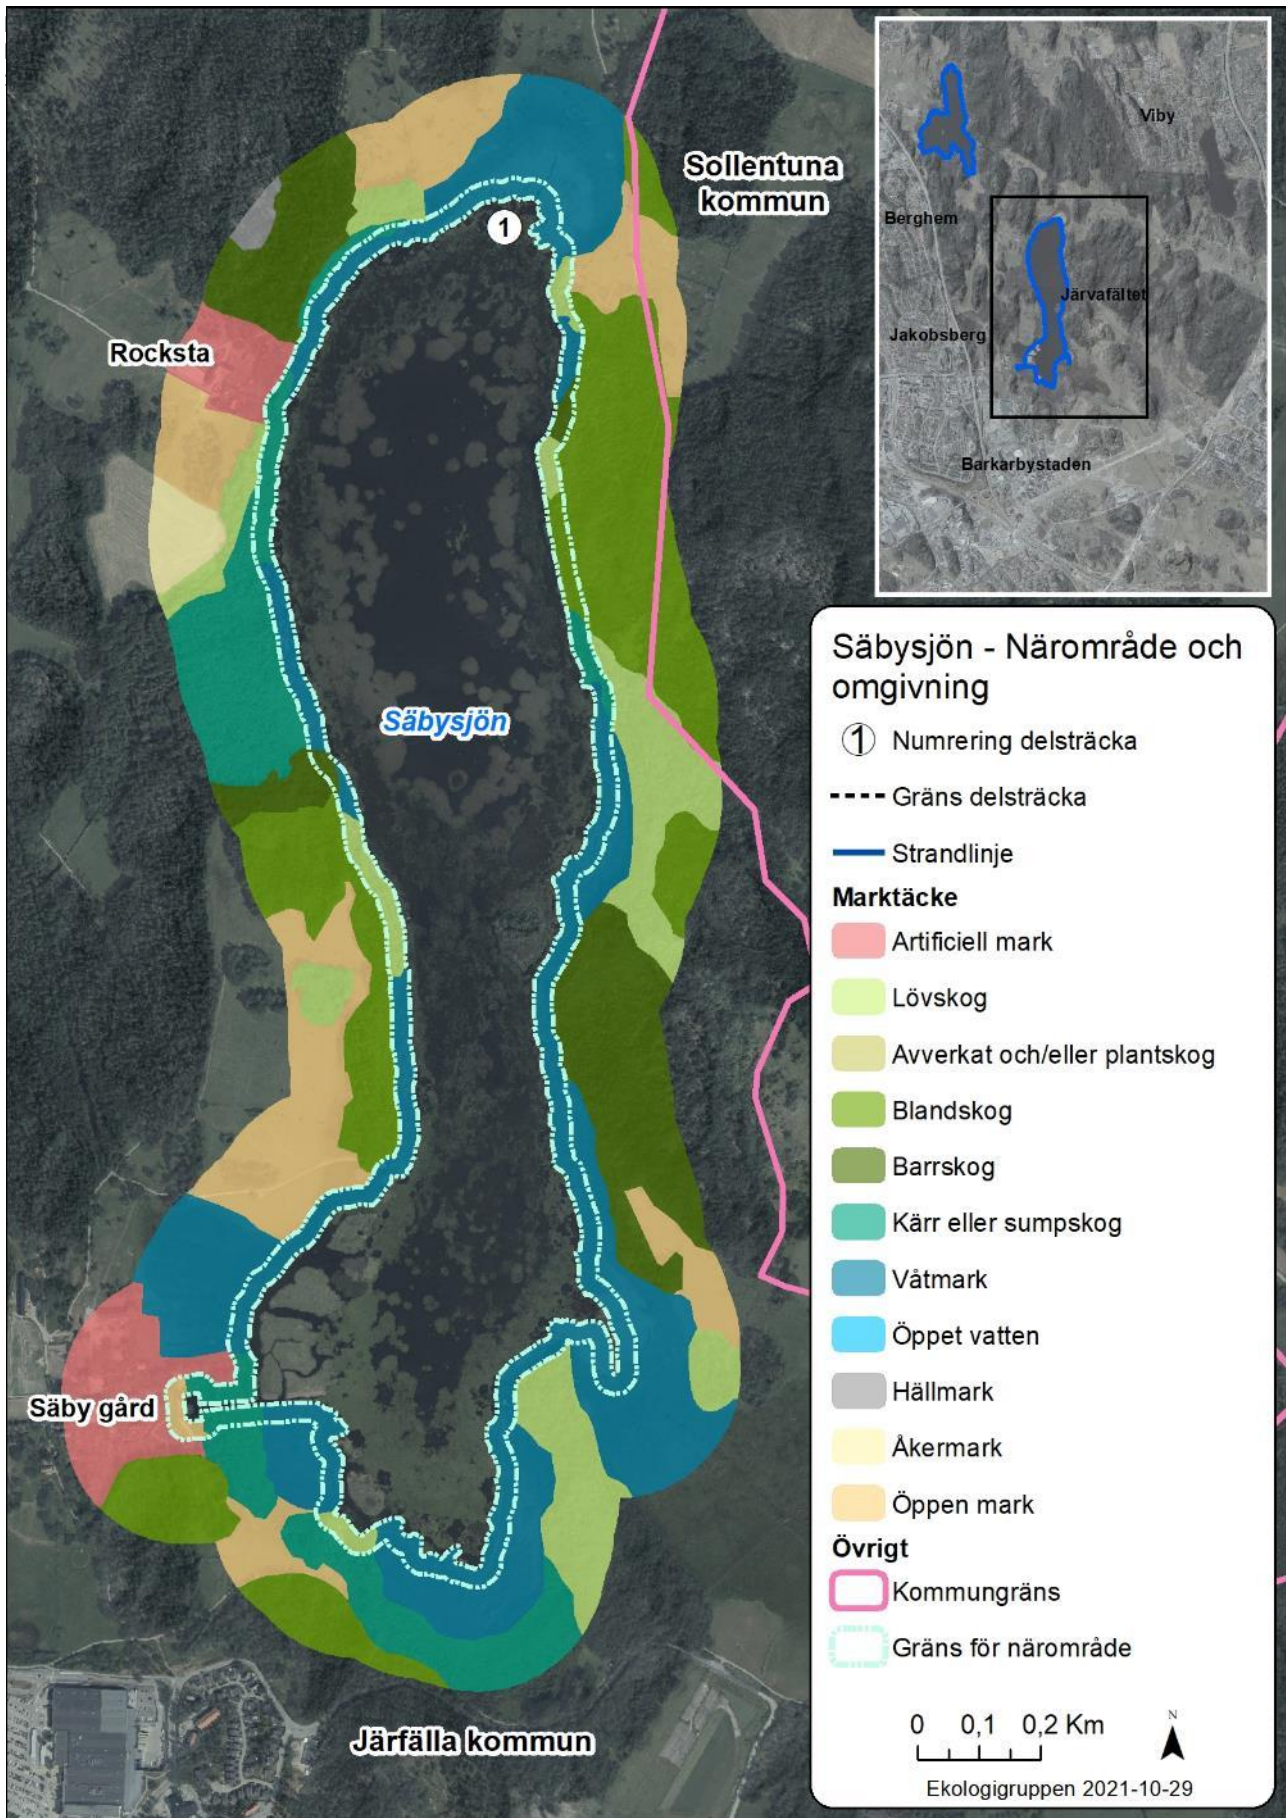 Sollentuna
kommun
1
Rocksta
Säbysjön
Säby gård
Järfälla kommun
Viby
Berghem
Järvafältet
Jakobsberg
Barkarbystaden
Säbysjön - Närområde och
omgivning
1 Numrering delsträcka
Gräns delsträcka
Strandlinje
Marktäcke
Artificiell mark
Lövskog
Avverkat och/eller plantskog
Blandskog
Barrskog
Kärr eller sumpskog
Våtmark
Öppet vatten
Hällmark
Åkermark
Öppen mark
Övrigt
Kommungräns
Gräns för närområde
0 0,1 0,2 Km
N
Ekologigruppen 2021-10-29